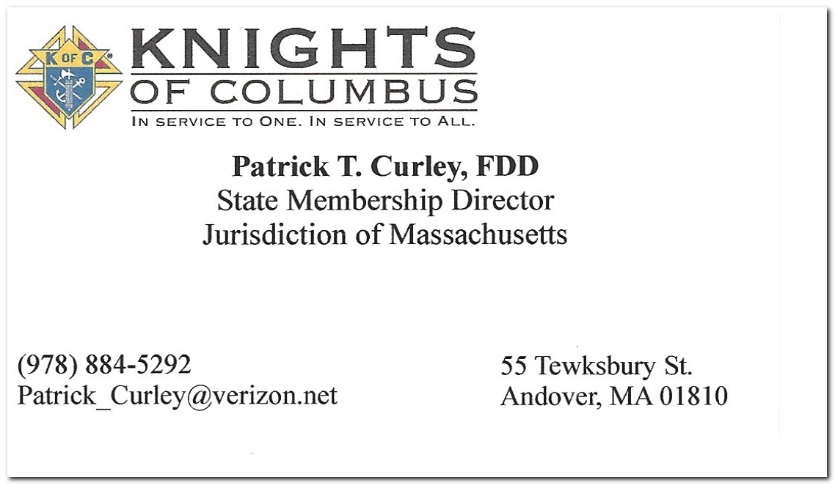 K OF C
KNIGHTS
OF COLUMBUS
IN SERVICE TO ONE. IN SERVICE TO ALL.
Patrick T. Curley, FDD
State Membership Director
Jurisdiction of Massachusetts
(978) 884-5292
Patrick_Curley@verizon.net
55 Tewksbury St.
Andover, MA 01810